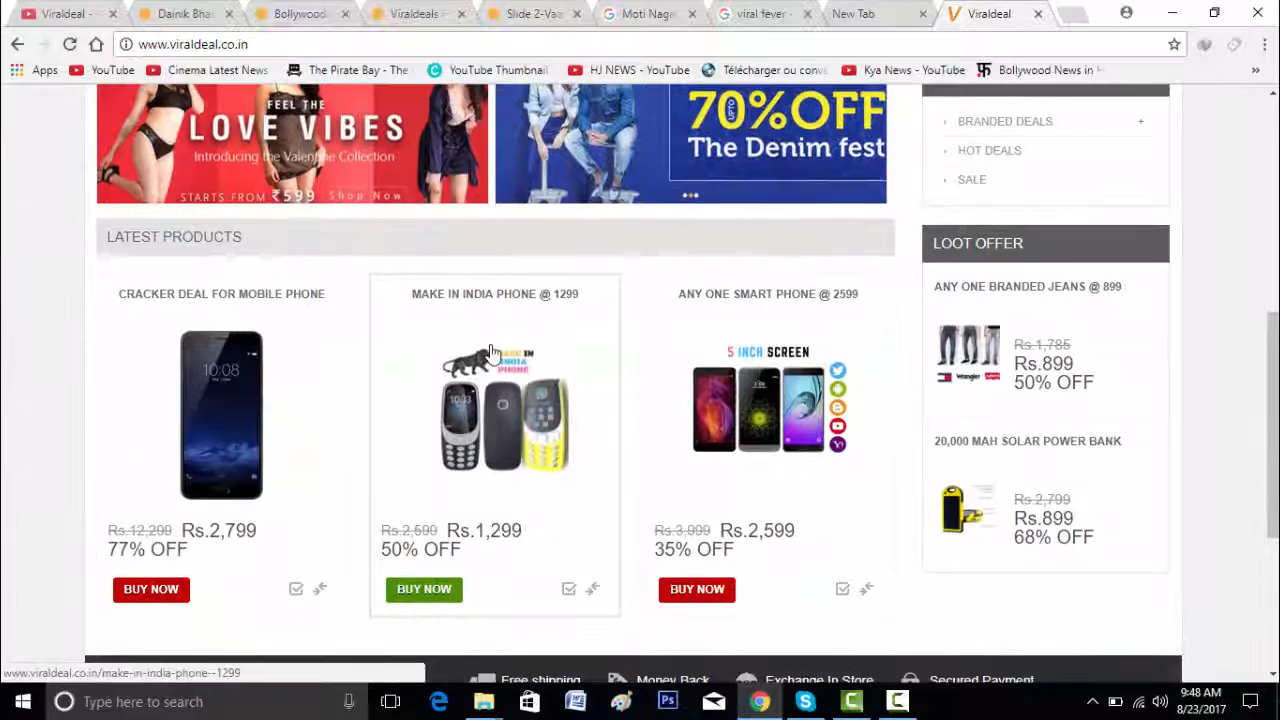 Viraldeal -
Dainik Bha
Bollywood
Viraldeals
Slide 2-Vaa
Moti Nagar
viral fever -
New Tab
Viraldeal
www.viraldeal.co.in
Apps
YouTube
Cinema Latest News
The Pirate Bay - The
YouTube Thumbnail
HJ NEWS - YouTube
Télécharger ou conv
Kya News - YouTube
Bollywood News in H
FEEL THE
LOVE VIBES
Introducing the Valentine Collection
STARTS FROM ₹599 Shop Now
UPTO 70%OFF
The Denim fest
BRANDED DEALS +
HOT DEALS
SALE
LATEST PRODUCTS
CRACKER DEAL FOR MOBILE PHONE
10:08
Rs.12,299 Rs.2,799
77% OFF
BUY NOW
MAKE IN INDIA PHONE @ 1299
MAKE IN
INDIA
PHONE
Rs.2,599 Rs.1,299
50% OFF
BUY NOW
ANY ONE SMART PHONE @ 2599
5 INCH SCREEN
Rs.3,999 Rs.2,599
35% OFF
BUY NOW
LOOT OFFER
ANY ONE BRANDED JEANS @ 899
Wrangler
Rs.1,785
Rs.899
50% OFF
20,000 MAH SOLAR POWER BANK
Rs.2,799
Rs.899
68% OFF
Free shipping
Money Back
Exchange In Store
Secured Payment
www.viraldeal.co.in/make-in-india-phone--1299
Type here to search
9:48 AM
8/23/2017